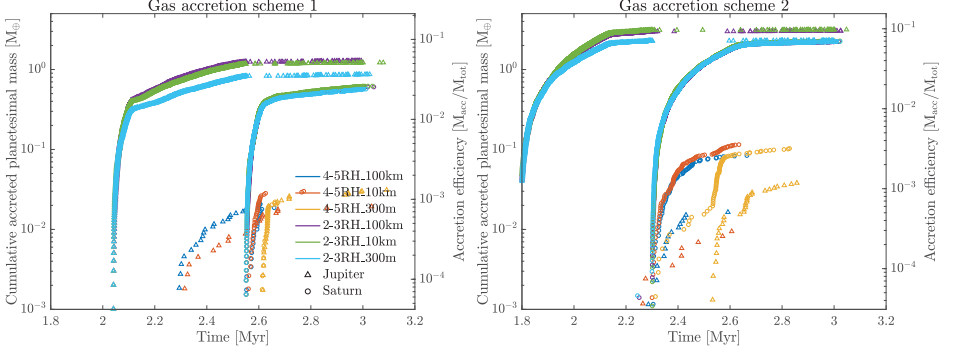 Gas accretion scheme 1
Cumulative accreted planetesimal mass [M⊕]
10⁰
10⁻¹
10⁻²
10⁻³
1.8 2 2.2 2.4 2.6 2.8 3 3.2
Time [Myr]
10⁻¹
10⁻²
10⁻³
10⁻⁴
Accretion efficiency [Macc/Mtot]
4-5RH_100km
4-5RH_10km
4-5RH_300m
2-3RH_100km
2-3RH_10km
2-3RH_300m
Jupiter
Saturn
Gas accretion scheme 2
Cumulative accreted planetesimal mass [M⊕]
10⁰
10⁻¹
10⁻²
10⁻³
1.8 2 2.2 2.4 2.6 2.8 3 3.2
Time [Myr]
10⁻¹
10⁻²
10⁻³
10⁻⁴
Accretion efficiency [Macc/Mtot]